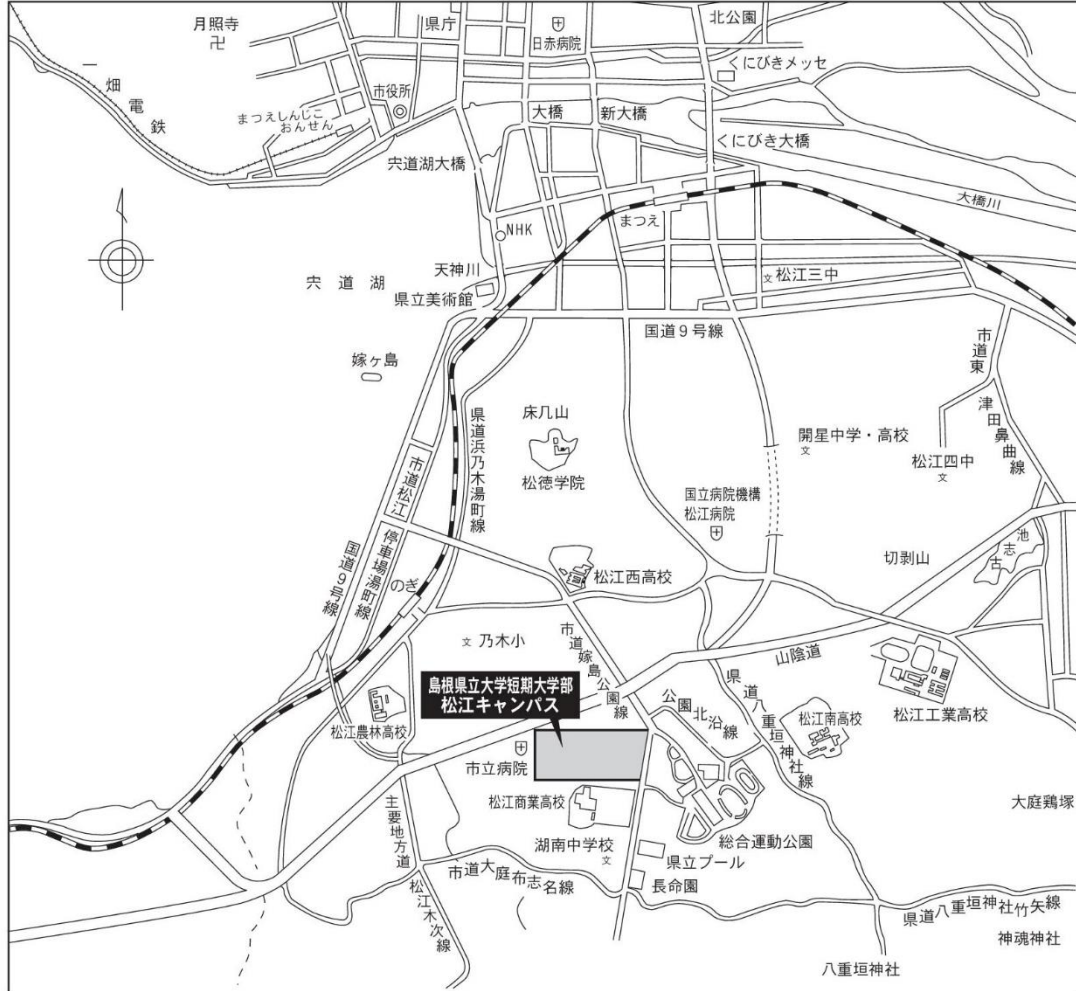 月照寺
県庁
日赤病院
北公園
くにびきメッセ
一畑電鉄
市役所
まつえしんじこ
おんせん
大橋
新大橋
くにびき大橋
宍道湖大橋
大橋川
まつえ
NHK
宍道湖
天神川
県立美術館
松江三中
文
国道9号線
嫁ヶ島
市道東
津田鼻曲線
県道浜乃木湯町線
床几山
松徳学院
開星中学・高校
文
松江四中
文
市道松江
停車場湯町線
国道9号線
国立病院機構
松江病院
切剥山
古志池
のぎ
松江西高校
文
乃木小
市道嫁島公園線
山陰道
島根県立大学短期大学部
松江キャンパス
公園北沿線
県道八重垣神社線
松江南高校
松江工業高校
松江農林高校
市立病院
松江商業高校
大庭鶏塚
主要地方道
松江木次線
湖南中学校
文
総合運動公園
県立プール
市道大庭布志名線
長命園
県道八重垣神社竹矢線
神魂神社
八重垣神社